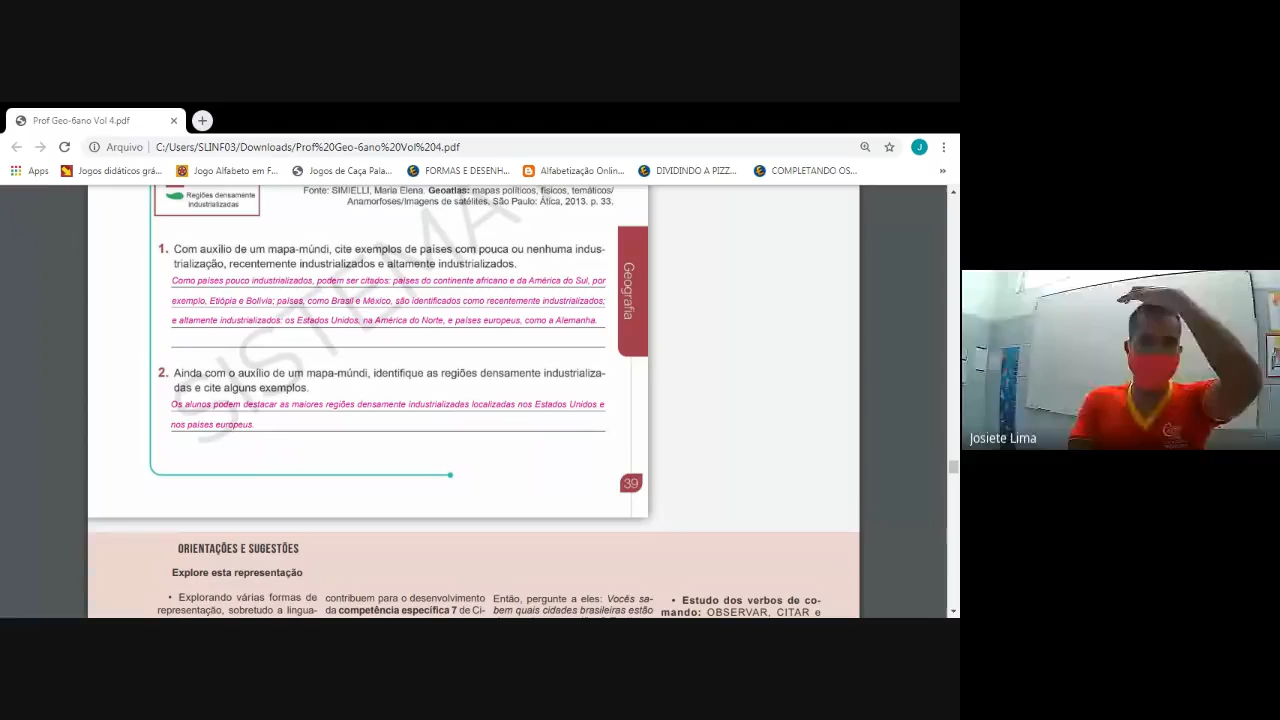 Prof Geo-6ano Vol 4.pdf
Arquivo
C:/Users/SLINF03/Downloads/Prof%20Geo-6ano%20Vol%204.pdf
J
Apps
Jogos didáticos grá...
Jogo Alfabeto em F...
Jogos de Caça Pala...
FORMAS E DESENH...
Alfabetização Onlin...
DIVIDINDO A PIZZ...
COMPLETANDO OS...
»
Regiões densamente
industrializadas
Fonte: SIMIELLI, Maria Elena. Geoatlas: mapas políticos, físicos, temáticos/
Anamorfoses/Imagens de satélites. São Paulo: Ática, 2013. p. 33.
SISTEMA
1. Com auxílio de um mapa-múndi, cite exemplos de países com pouca ou nenhuma indus-
trialização, recentemente industrializados e altamente industrializados.
Como países pouco industrializados, podem ser citados: países do continente africano e da América do Sul, por
exemplo, Etiópia e Bolívia; países, como Brasil e México, são identificados como recentemente industrializados;
e altamente industrializados: os Estados Unidos, na América do Norte, e países europeus, como a Alemanha.
2. Ainda com o auxílio de um mapa-múndi, identifique as regiões densamente industrializa-
das e cite alguns exemplos.
Os alunos podem destacar as maiores regiões densamente industrializadas localizadas nos Estados Unidos e
nos países europeus.
Geografia
39
ORIENTAÇÕES E SUGESTÕES
Explore esta representação
• Explorando várias formas de
representação, sobretudo a lingua-
contribuem para o desenvolvimento
da competência específica 7 de Ci-
Então, pergunte a eles: Vocês sa-
bem quais cidades brasileiras estão
• Estudo dos verbos de co-
mando: OBSERVAR, CITAR e
Josiete Lima